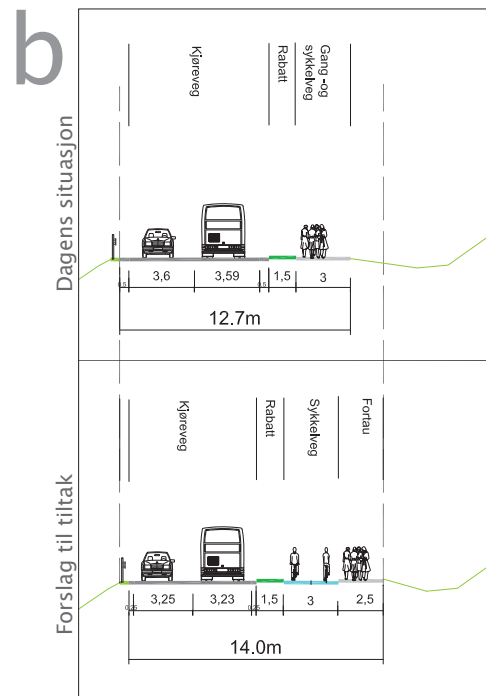 b
Dagens situasjon
Kjøreveg
Rabatt
Gang -og
sykkelveg
0,5 3,6 3,59 0,5 1,5 3
12.7m
Forslag til tiltak
Kjøreveg
Rabatt
Sykkelveg
Fortau
0,25 3,25 3,23 0,25 1,5 3 2,5
14.0m